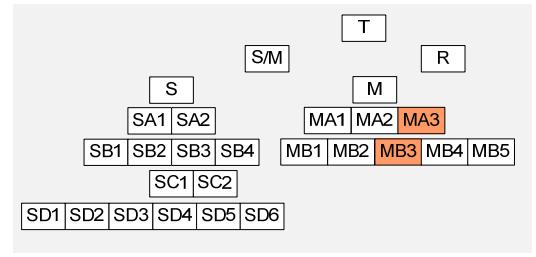 T
S/M R
S M
SA1 SA2 MA1 MA2 MA3
SB1 SB2 SB3 SB4 MB1 MB2 MB3 MB4 MB5
SC1 SC2
SD1 SD2 SD3 SD4 SD5 SD6